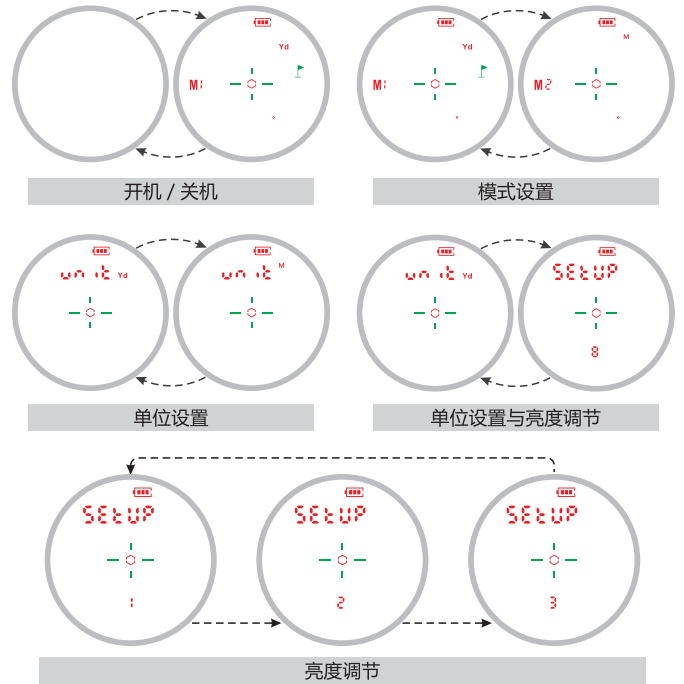 Yd
M1
°
开机 / 关机
Yd M
M1 M2
° °
模式设置
unit Yd unit M
单位设置
unit Yd SEtUP
8
单位设置与亮度调节
SEtUP SEtUP SEtUP
1 2 3
亮度调节